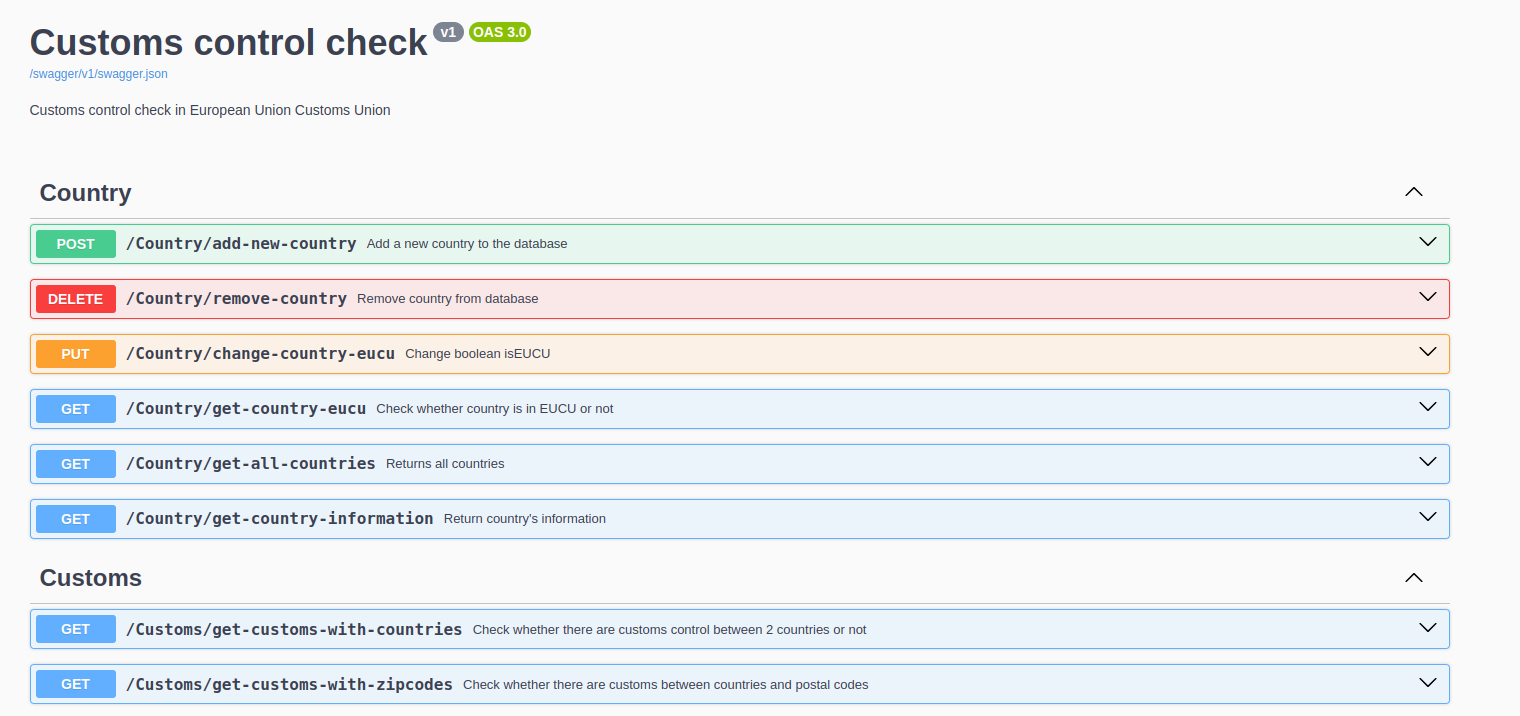 Customs control check v1 OAS 3.0
/swagger/v1/swagger.json
Customs control check in European Union Customs Union
Country
POST /Country/add-new-country Add a new country to the database
DELETE /Country/remove-country Remove country from database
PUT /Country/change-country-eucu Change boolean isEUCU
GET /Country/get-country-eucu Check whether country is in EUCU or not
GET /Country/get-all-countries Returns all countries
GET /Country/get-country-information Return country's information
Customs
GET /Customs/get-customs-with-countries Check whether there are customs control between 2 countries or not
GET /Customs/get-customs-with-zipcodes Check whether there are customs between countries and postal codes